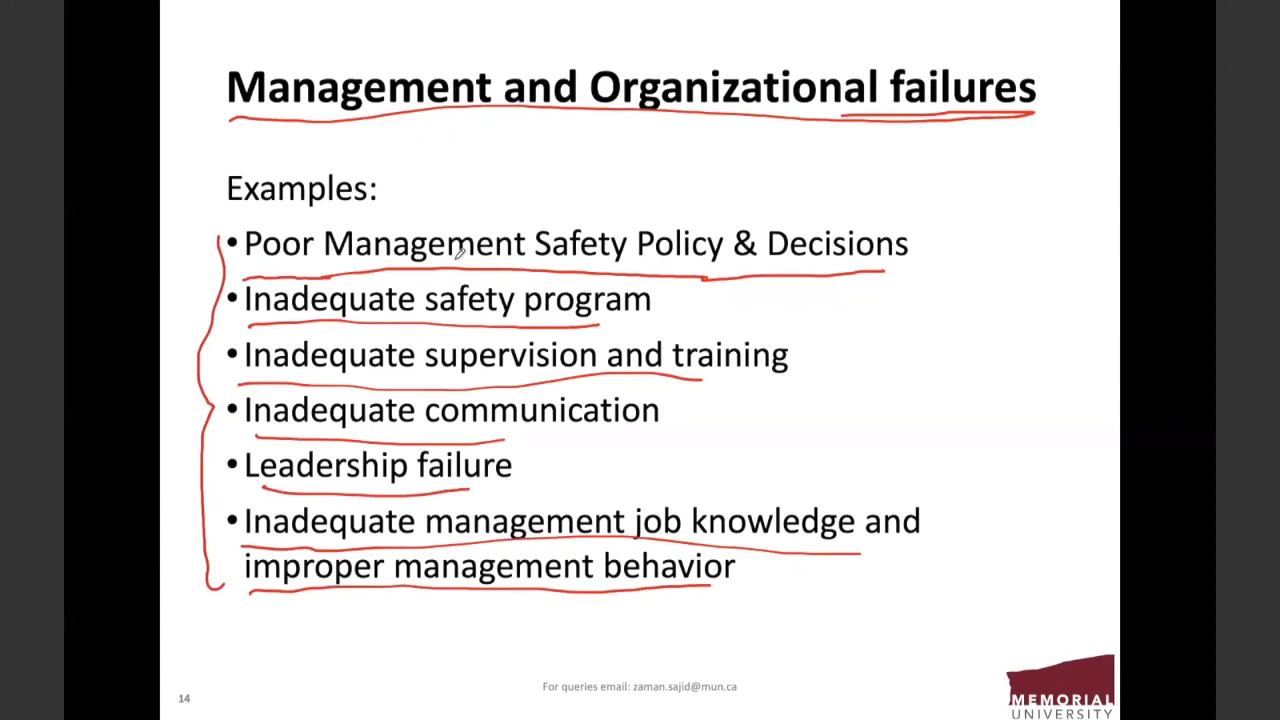 Management and Organizational failures
Examples:
•Poor Management Safety Policy & Decisions
•Inadequate safety program
•Inadequate supervision and training
•Inadequate communication
•Leadership failure
•Inadequate management job knowledge and
improper management behavior
14
For queries email: zaman.sajid@mun.ca
MEMORIAL
UNIVERSITY